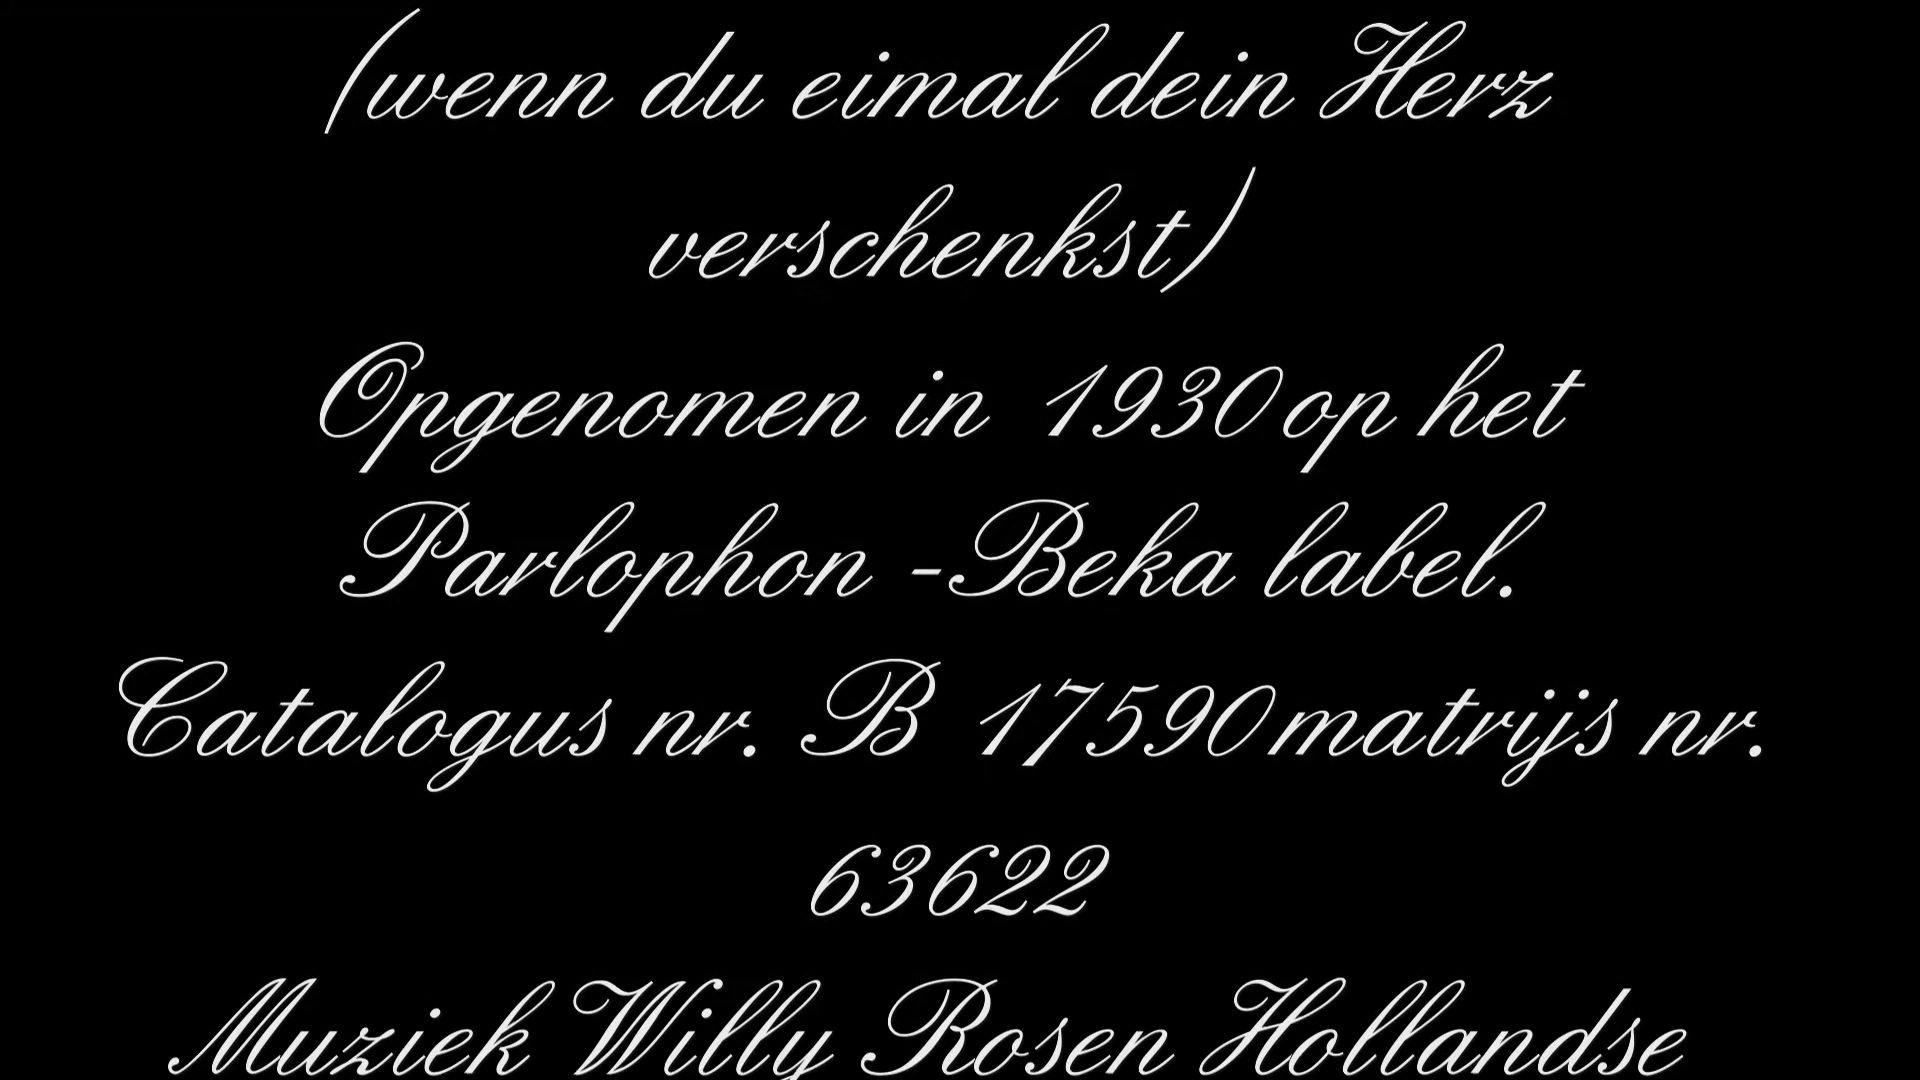 (wenn du eimal dein Herz
verschenkst)
Opgenomen in 1930 op het
Parlophon -Beka label.
Catalogus nr. B 17590 matrijs nr.
63622
Muziek Willy Rosen Hollandse